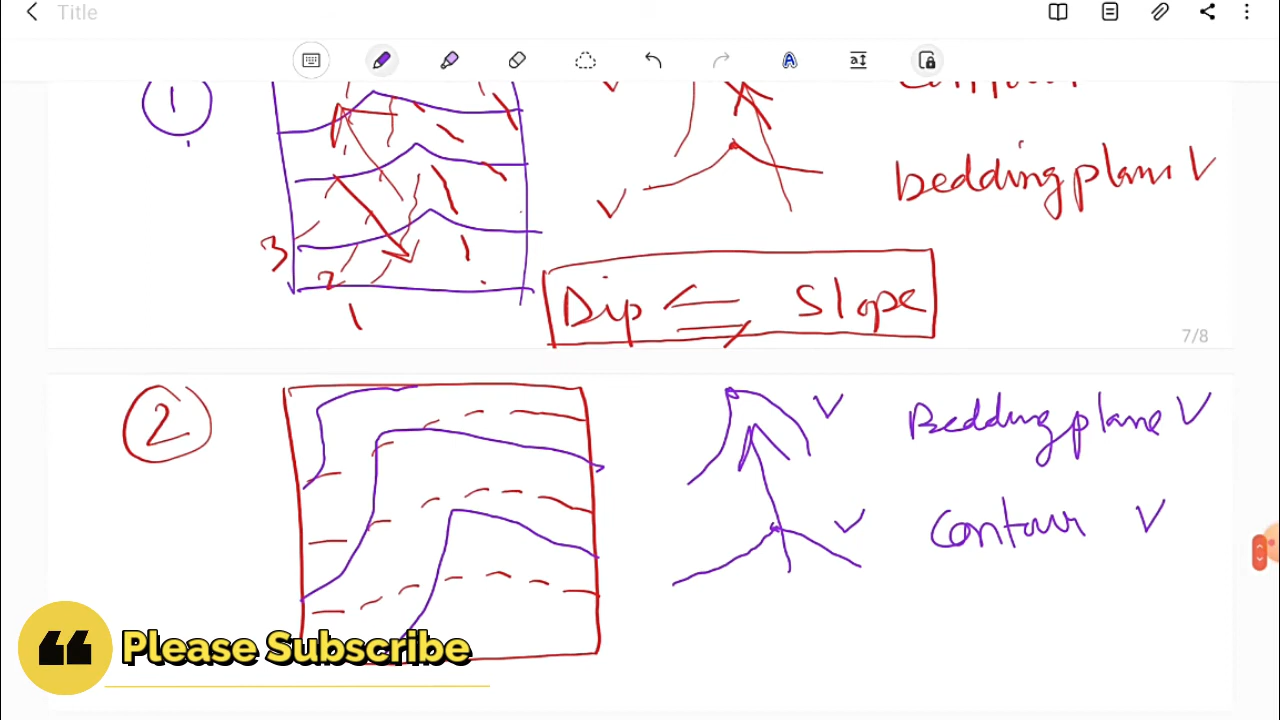 Title
1
bedding plane V
3
2
1
Dip Slope
7/8
2
Bedding plane V
Contour V
Please Subscribe